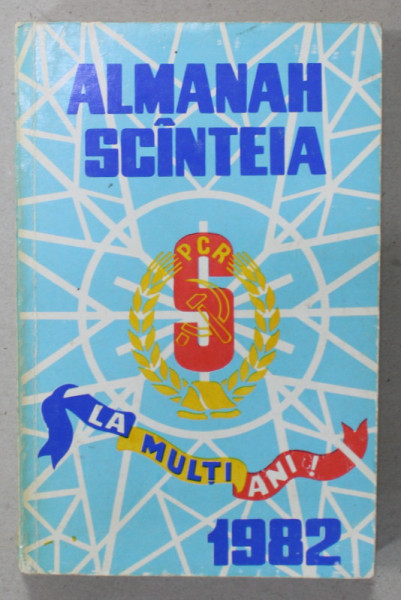 ALMANAH
SCÎNTEIA
PCR
S
LA MULȚI ANI!
1982